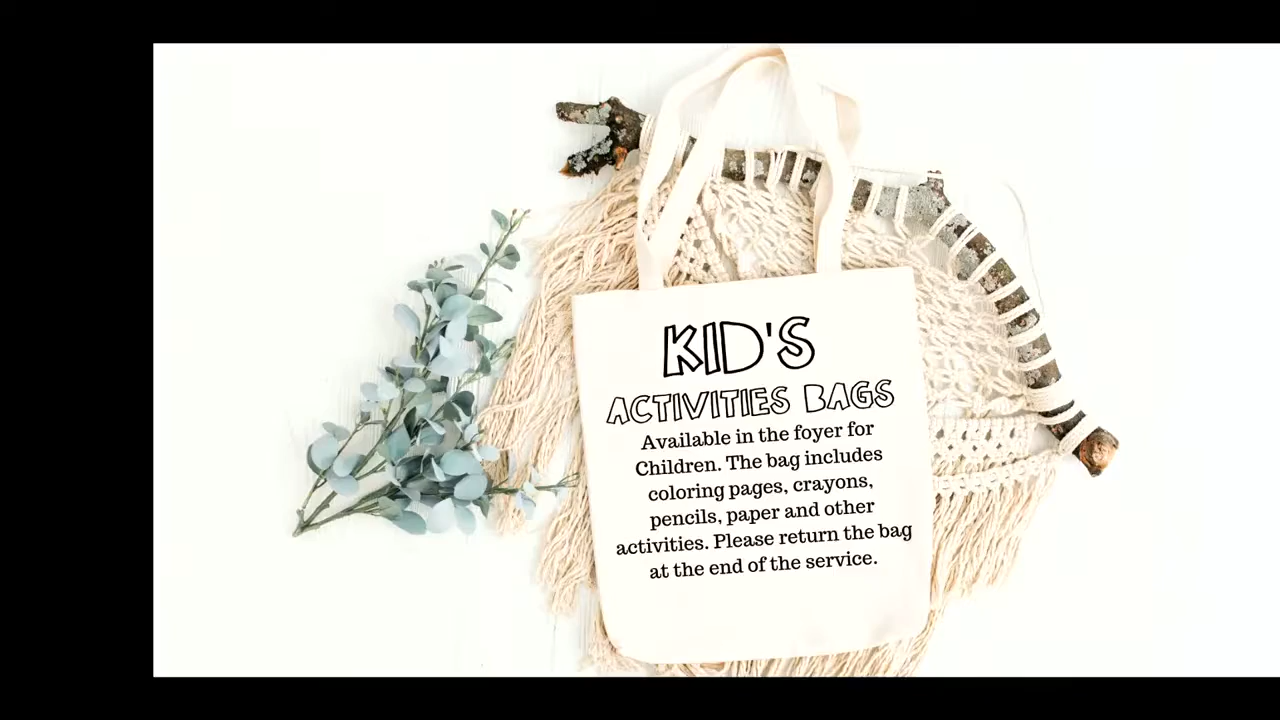 KID'S
ACTIVITIES BAGS
Available in the foyer for
Children. The bag includes
coloring pages, crayons,
pencils, paper and other
activities. Please return the bag
at the end of the service.